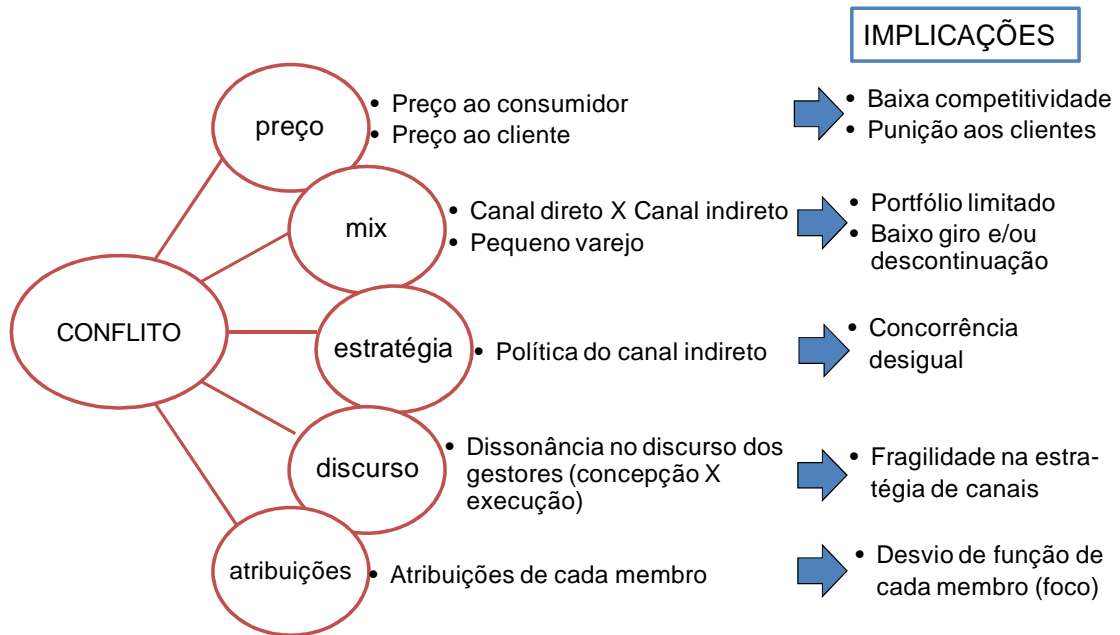 IMPLICAÇÕES
preço
• Preço ao consumidor
• Preço ao cliente
• Baixa competitividade
• Punição aos clientes
mix
• Canal direto X Canal indireto
• Pequeno varejo
• Portfólio limitado
• Baixo giro e/ou
descontinuação
CONFLITO
estratégia
• Política do canal indireto
• Concorrência
desigual
discurso
• Dissonância no discurso dos
gestores (concepção X
execução)
• Fragilidade na estra-
tégia de canais
atribuições
• Atribuições de cada membro
• Desvio de função de
cada membro (foco)